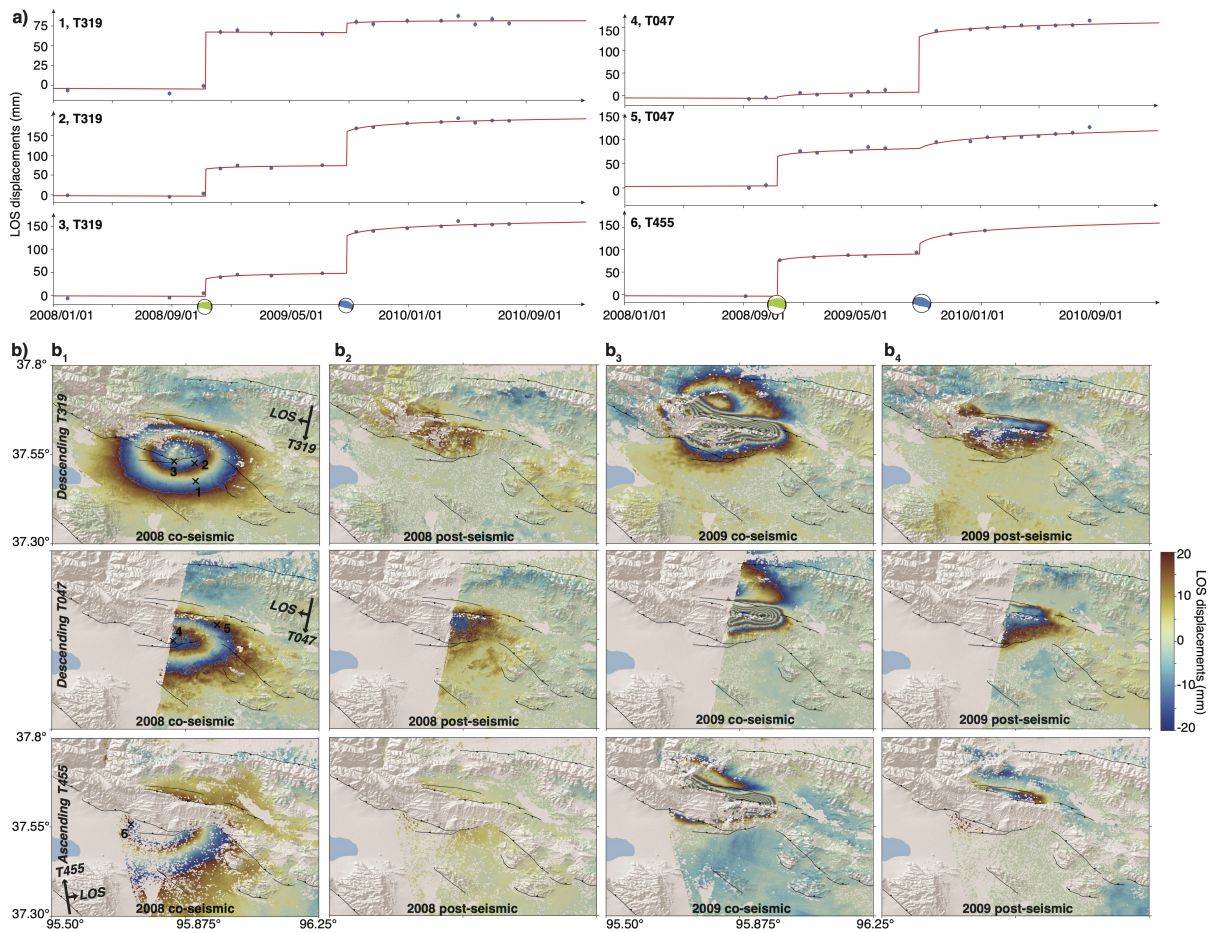 a)
LOS displacements (mm)
1, T319
75
50
25
0
2, T319
150
100
50
0
3, T319
150
100
50
0
2008/01/01
2008/09/01
2009/05/01
2010/01/01
2010/09/01
4, T047
150
100
50
0
5, T047
150
100
50
0
6, T455
150
100
50
0
2008/01/01
2008/09/01
2009/05/01
2010/01/01
2010/09/01
b)
b1
b2
b3
b4
37.8°
37.55°
37.30°
Descending T319
LOS
T319
3
2
1
2008 co-seismic
2008 post-seismic
2009 co-seismic
2009 post-seismic
Descending T047
LOS
T047
4
5
2008 co-seismic
2008 post-seismic
2009 co-seismic
2009 post-seismic
20
10
0
-10
-20
LOS displacements (mm)
37.8°
37.55°
37.30°
Ascending T455
6
T455
LOS
2008 co-seismic
2008 post-seismic
2009 co-seismic
2009 post-seismic
95.50°
95.875°
96.25°
95.50°
95.875°
96.25°